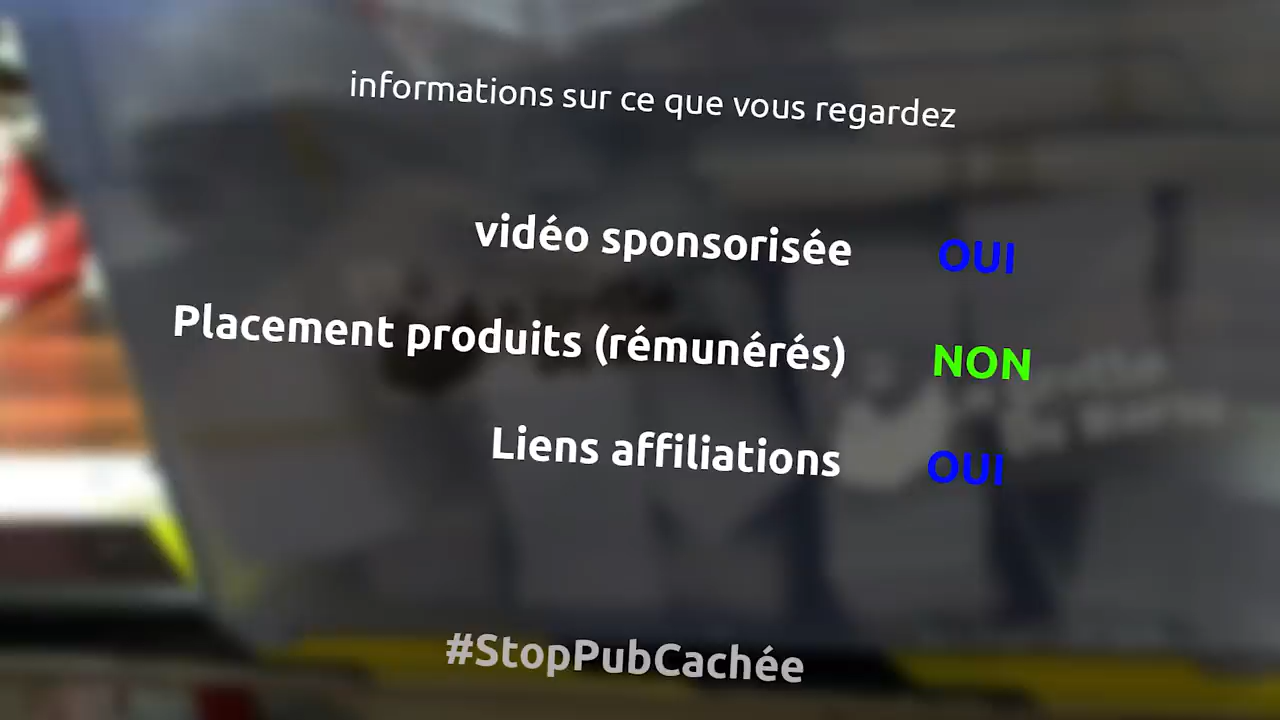 informations sur ce que vous regardez
vidéo sponsorisée OUI
Placement produits (rémunérés) NON
Liens affiliations OUI
#StopPubCachée